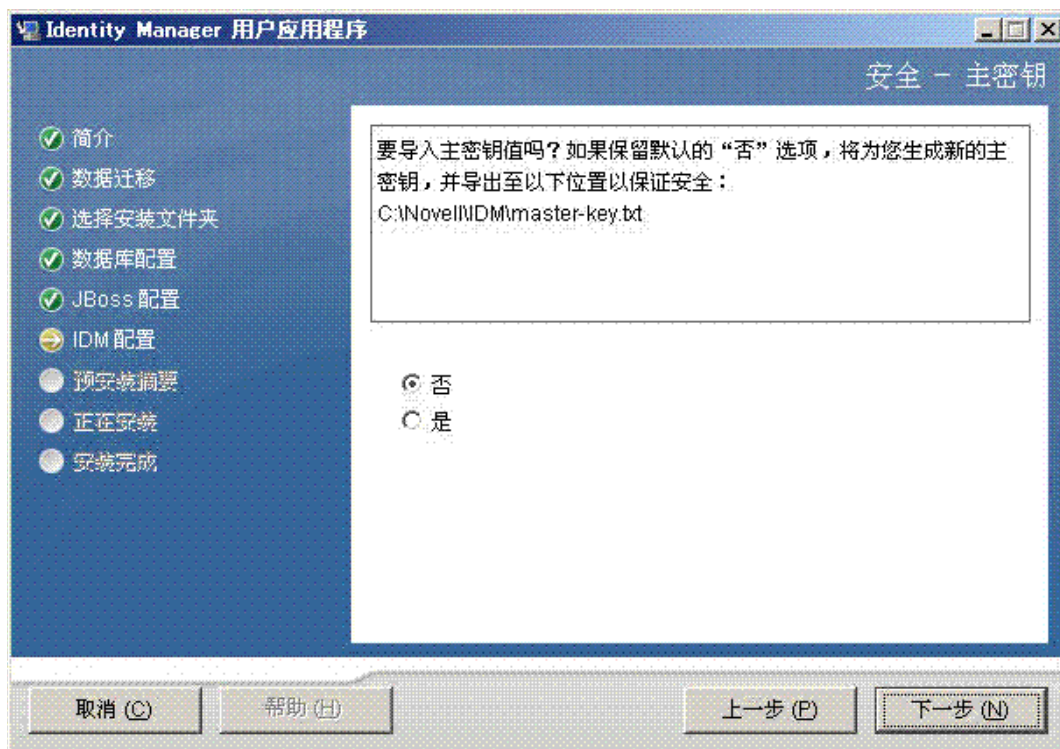 Identity Manager 用户应用程序
安全 - 主密钥
简介
数据迁移
选择安装文件夹
数据库配置
JBoss 配置
IDM 配置
预安装摘要
正在安装
安装完成
要导入主密钥值吗？如果保留默认的“否”选项，将为您生成新的主
密钥，并导出至以下位置以保证安全：
C:\Novell\IDM\master-key.txt
否
是
取消 (C)
帮助 (H)
上一步 (P)
下一步 (N)